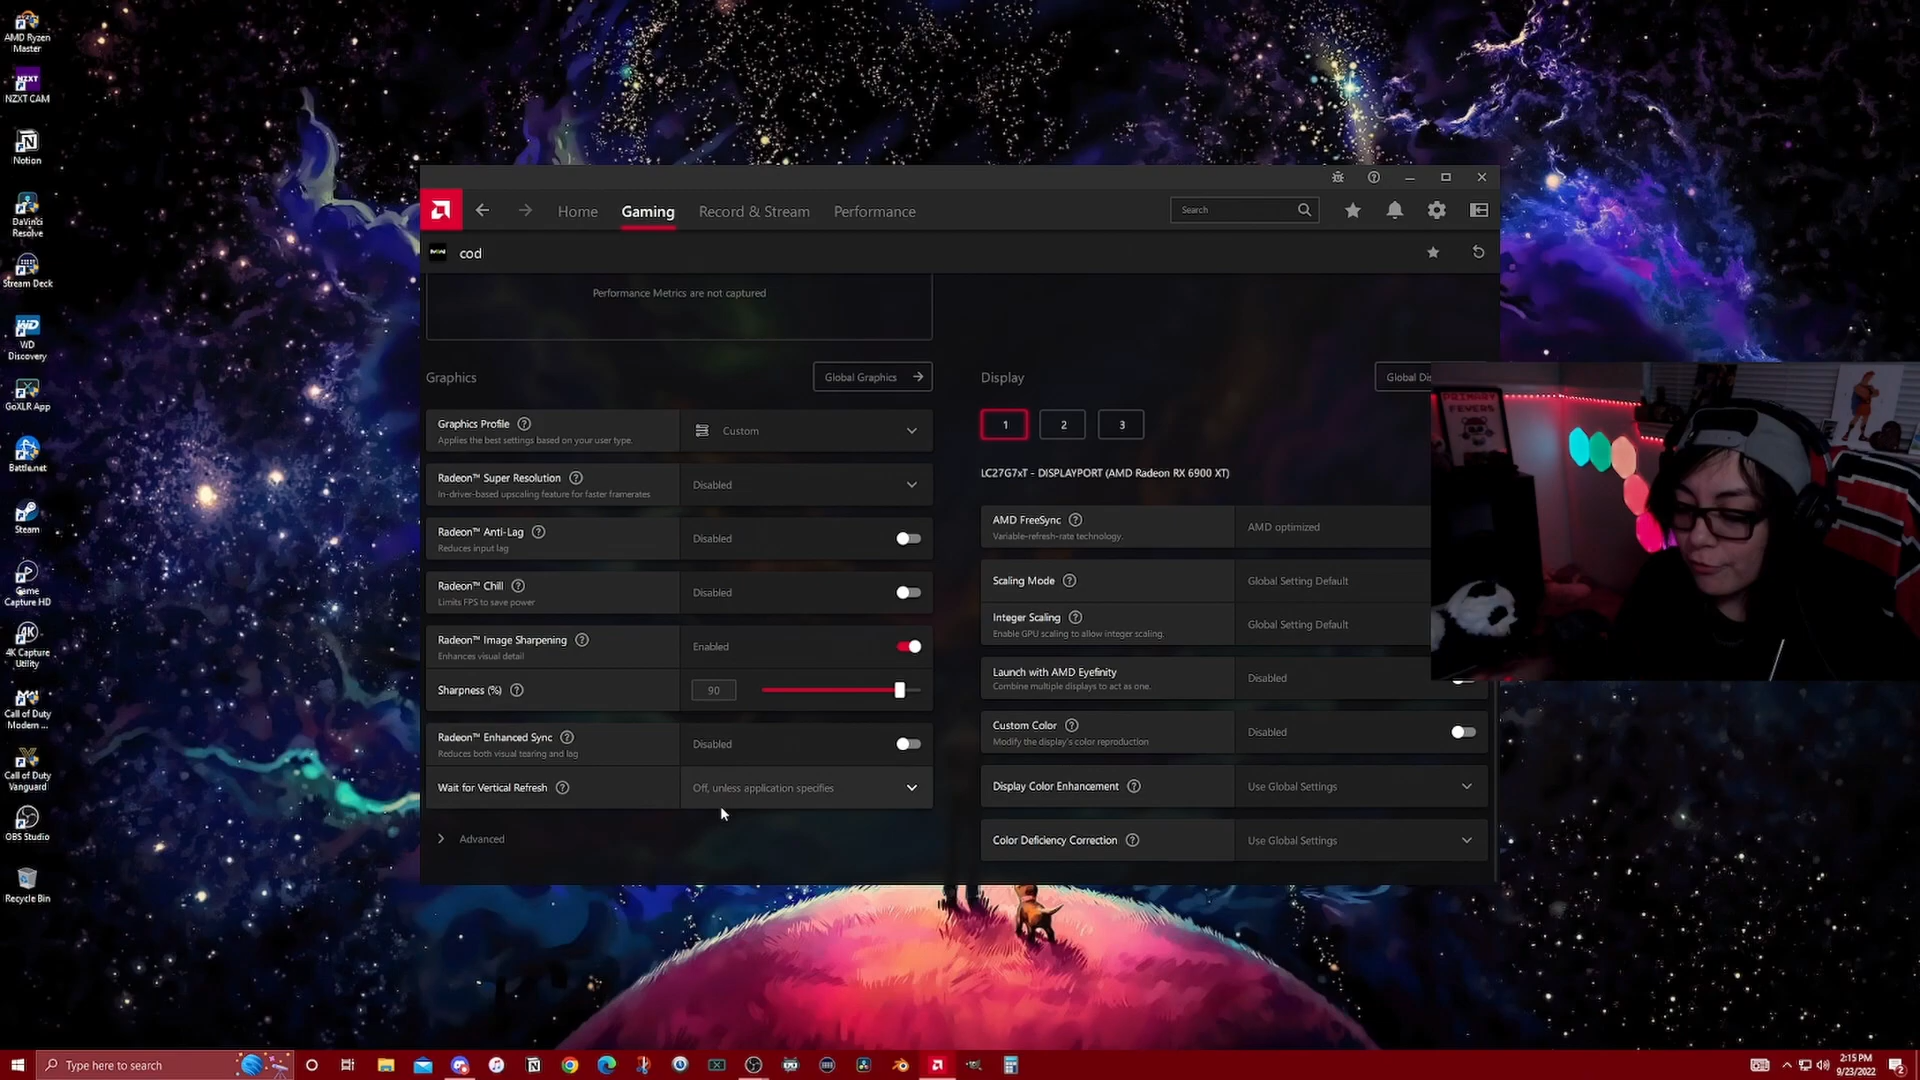 AMD Ryzen
Master
NZXT
NZXT CAM
Notion
DaVinci
Resolve
Stream Deck
WD
WD
Discovery
GoXLR App
Battle.net
Steam
Game
Capture HD
4K
4K Capture
Utility
Call of Duty
Modern ...
Call of Duty
Vanguard
OBS Studio
Recycle Bin
Home
Gaming
Record & Stream
Performance
Search
cod
Performance Metrics are not captured
Graphics
Global Graphics
Graphics Profile
Applies the best settings based on your user type.
Custom
Radeon™ Super Resolution
In-driver-based upscaling feature for faster framerates
Disabled
Radeon™ Anti-Lag
Reduces input lag
Disabled
Radeon™ Chill
Limits FPS to save power
Disabled
Radeon™ Image Sharpening
Enhances visual detail
Enabled
Sharpness (%)
90
Radeon™ Enhanced Sync
Reduces both visual tearing and lag
Disabled
Wait for Vertical Refresh
Off, unless application specifies
Advanced
Display
Global Dis
1
2
3
LC27G7xT - DISPLAYPORT (AMD Radeon RX 6900 XT)
AMD FreeSync
Variable-refresh-rate technology.
AMD optimized
Scaling Mode
Global Setting Default
Integer Scaling
Enable GPU scaling to allow integer scaling.
Global Setting Default
Launch with AMD Eyefinity
Combine multiple displays to act as one.
Disabled
Custom Color
Modify the display's color reproduction
Disabled
Display Color Enhancement
Use Global Settings
Color Deficiency Correction
Use Global Settings
PRIMARY
FEVERS
Type here to search
2:15 PM
9/23/2022
2